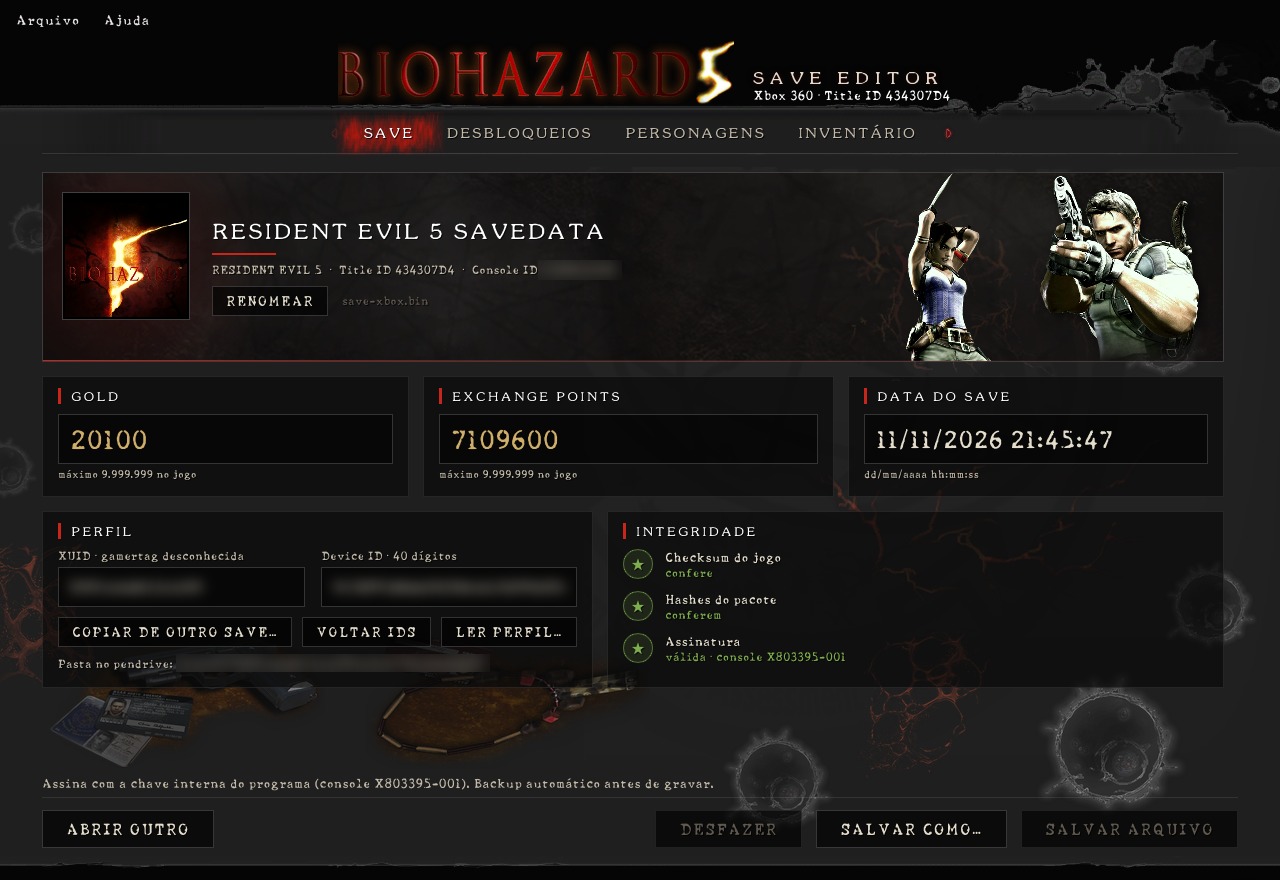 Arquivo Ajuda
BIOHAZARD 5
SAVE EDITOR
Xbox 360 · Title ID 434307D4
SAVE DESBLOQUEIOS PERSONAGENS INVENTÁRIO
BIOHAZARD
RESIDENT EVIL 5 SAVEDATA
RESIDENT EVIL 5 · Title ID 434307D4 · Console ID
RENOMEAR save-xbox.bin
GOLD
20100
máximo 9.999.999 no jogo
EXCHANGE POINTS
7109600
máximo 9.999.999 no jogo
DATA DO SAVE
11/11/2026 21:45:47
dd/mm/aaaa hh:mm:ss
PERFIL
XUID · gamertag desconhecida
Device ID · 40 dígitos
COPIAR DE OUTRO SAVE… VOLTAR IDS LER PERFIL…
Pasta no pendrive:
INTEGRIDADE
Checksum do jogo
confere
Hashes do pacote
conferem
Assinatura
válida · console X803395-001
Assina com a chave interna do programa (console X803395-001). Backup automático antes de gravar.
ABRIR OUTRO DESFAZER SALVAR COMO… SALVAR ARQUIVO